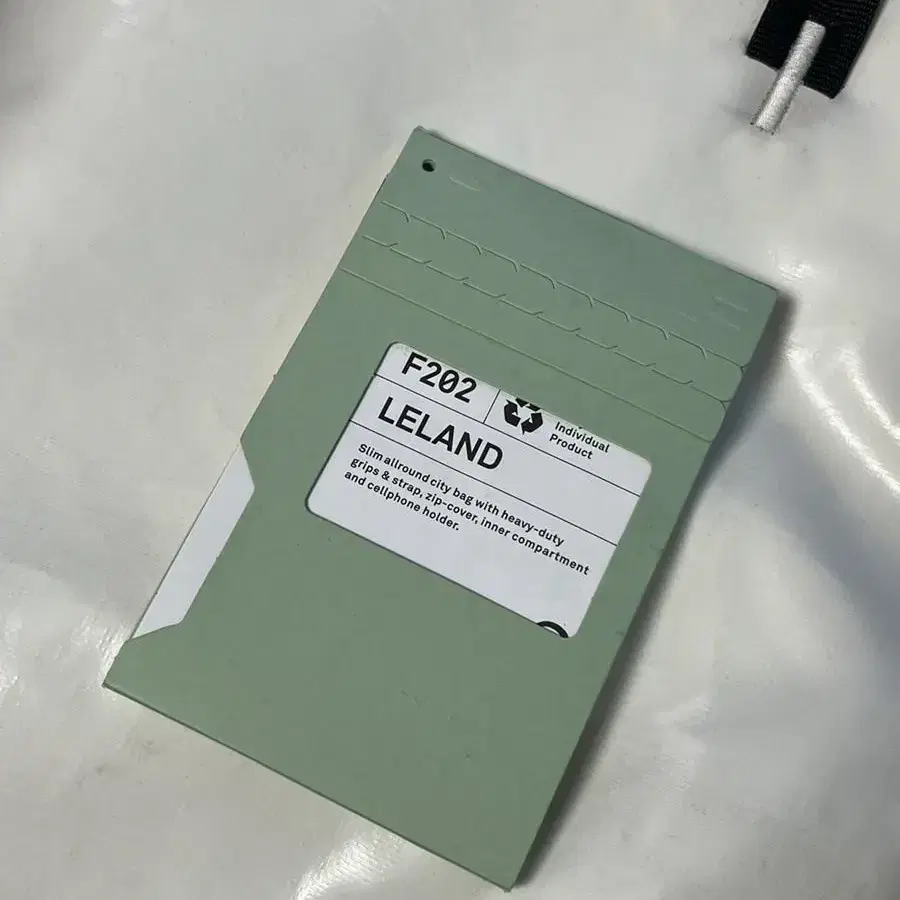 F202
Individual
Product
LELAND
Slim allround city bag with heavy-duty
grips & strap, zip-cover, inner compartment
and cellphone holder.